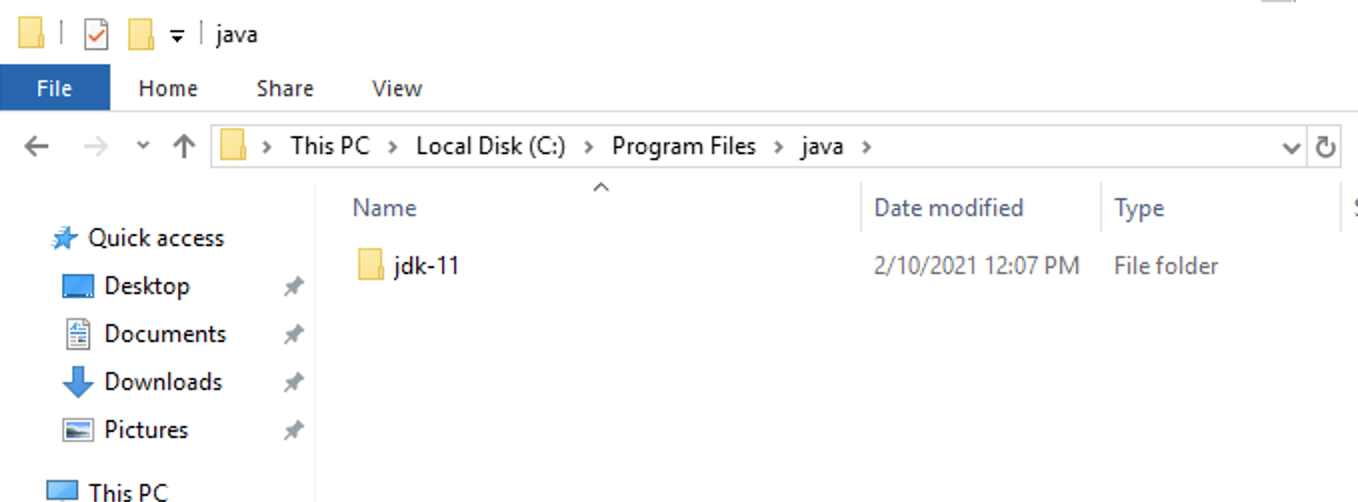 java
File Home Share View
This PC Local Disk (C:) Program Files java
Name Date modified Type
Quick access
jdk-11 2/10/2021 12:07 PM File folder
Desktop
Documents
Downloads
Pictures
This PC